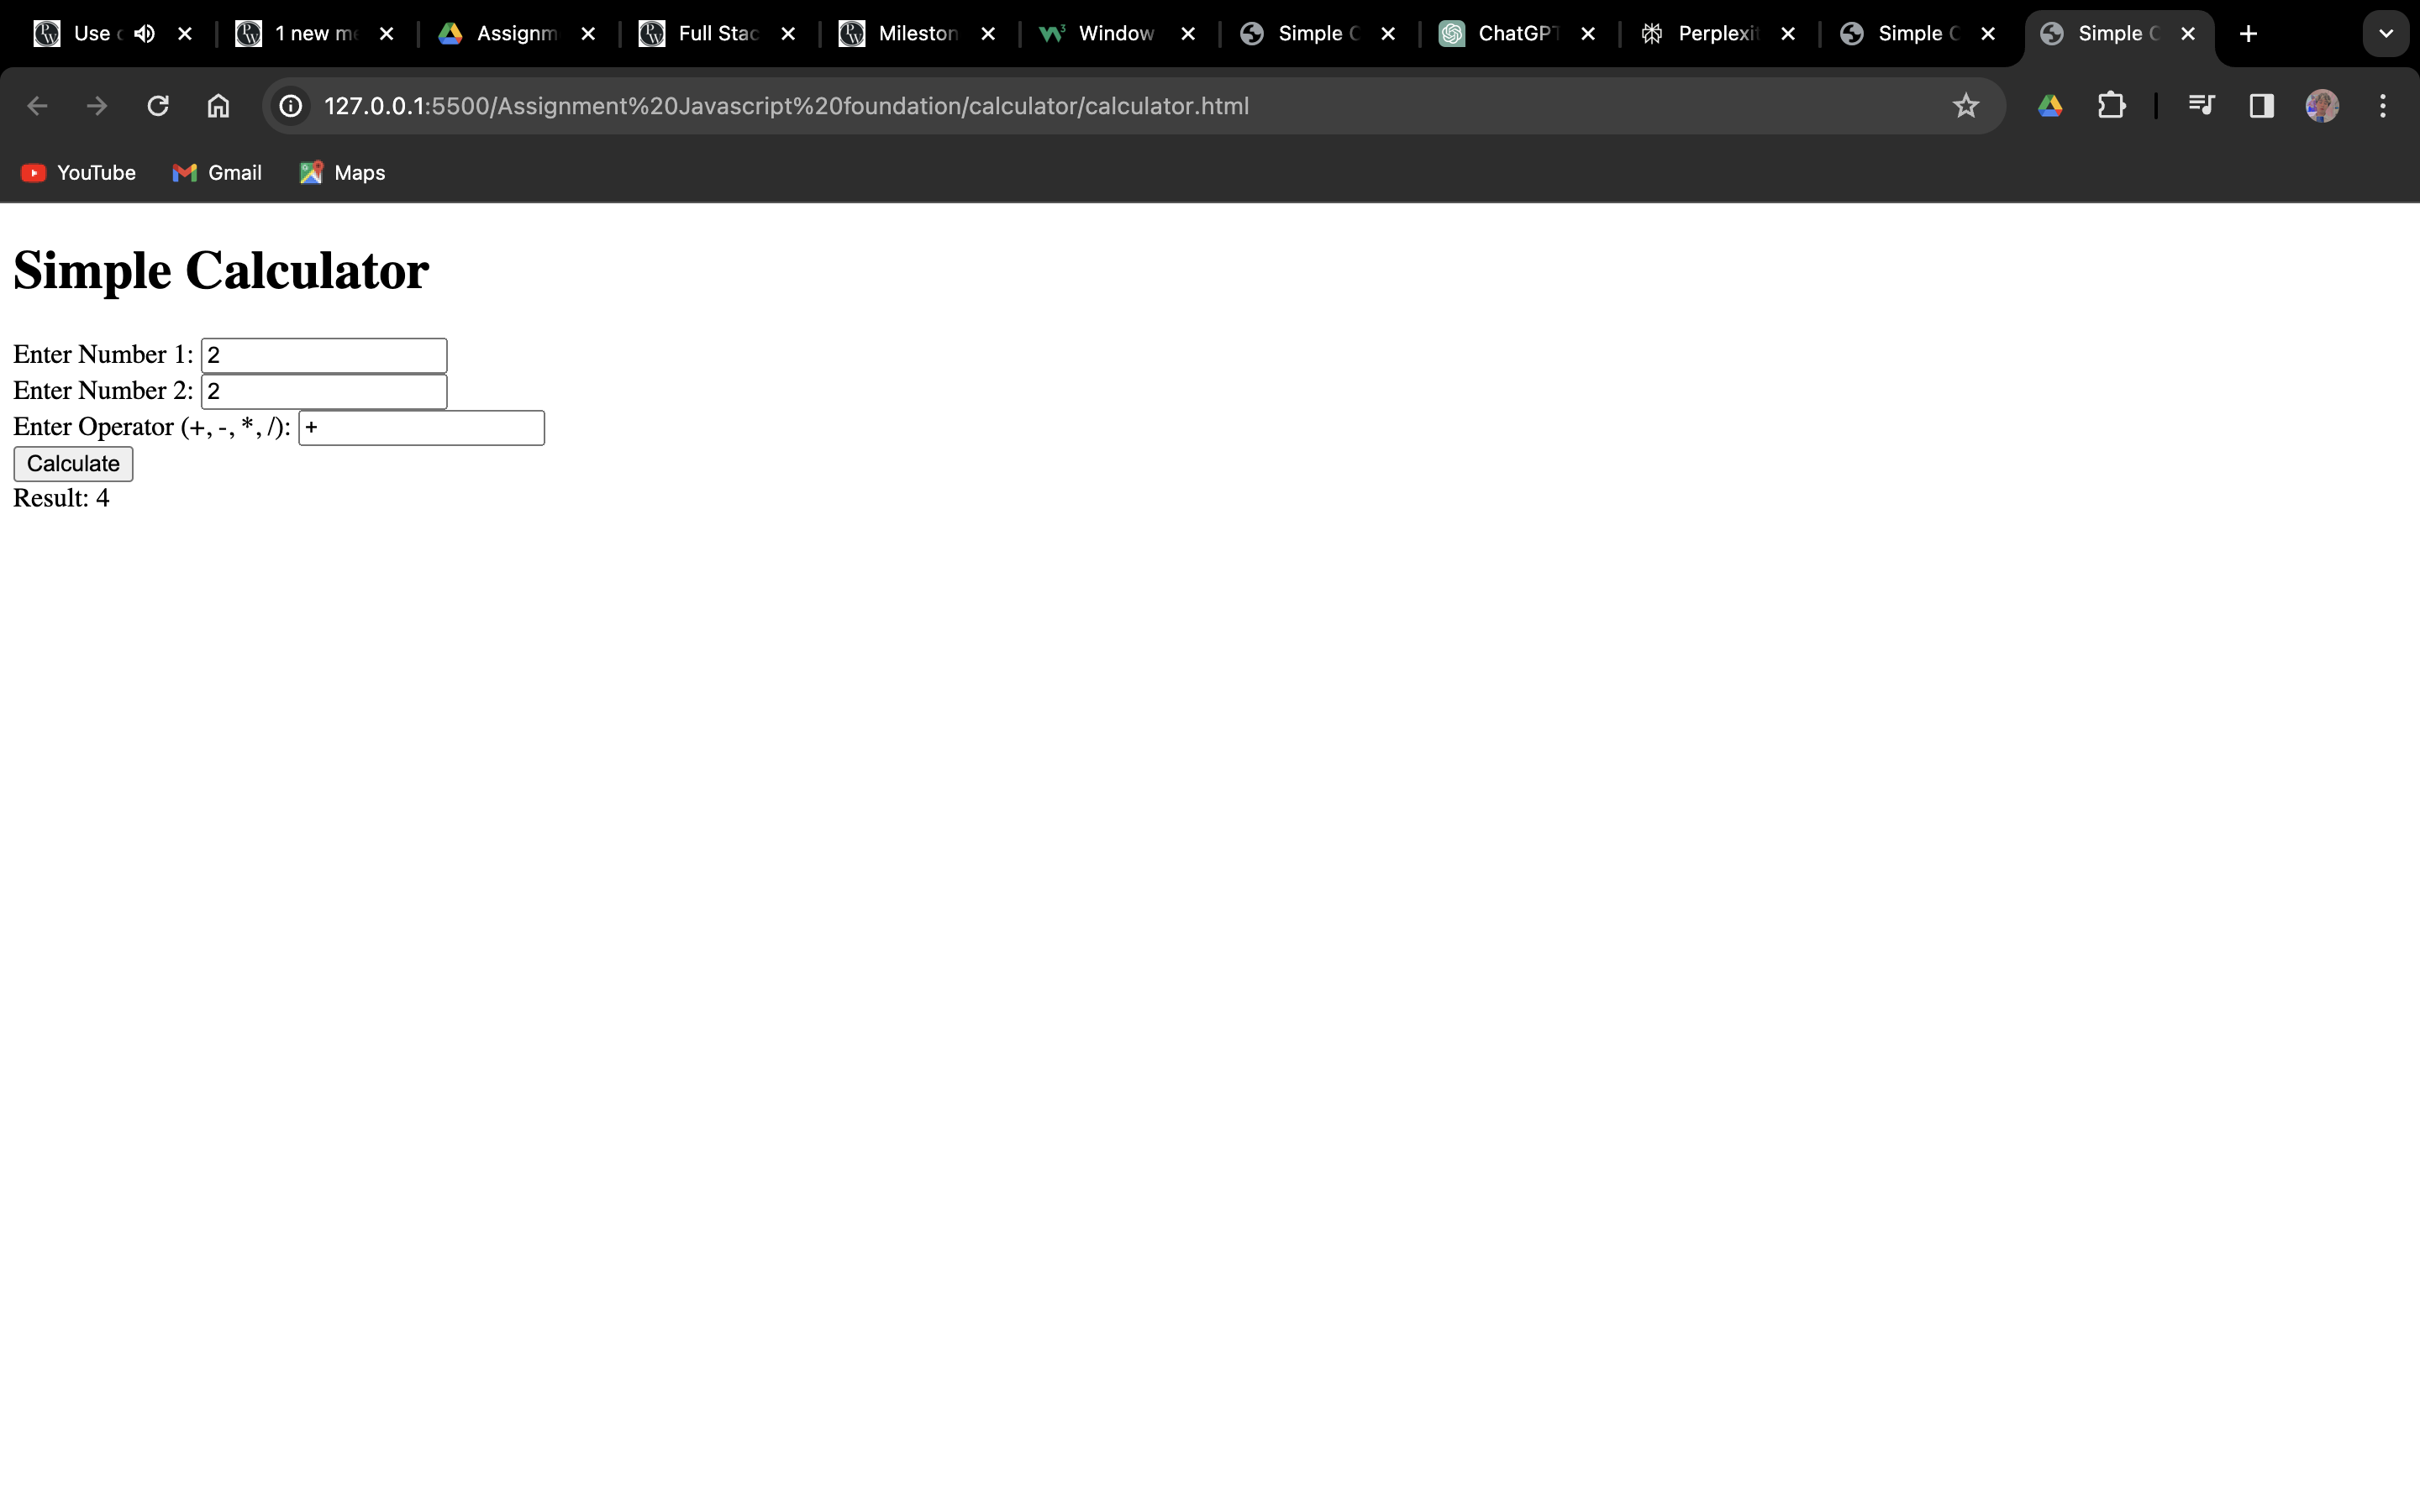 Use
1 new
Assignm
Full Stac
Mileston
Window
Simple
ChatGPT
Perplexit
Simple
Simple
127.0.0.1:5500/Assignment%20Javascript%20foundation/calculator/calculator.html
YouTube
Gmail
Maps
Simple Calculator
Enter Number 1: 2
Enter Number 2: 2
Enter Operator (+, -, *, /): +
Calculate
Result: 4